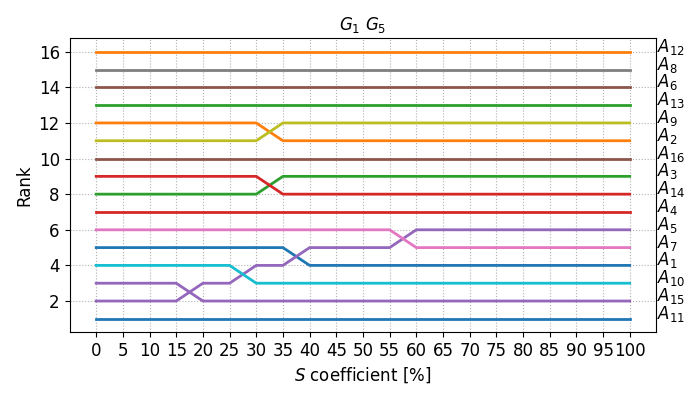 G₁ G₅
16
14
12
10
8
6
4
2
Rank
A₁₂
A₈
A₆
A₁₃
A₉
A₂
A₁₆
A₃
A₁₄
A₄
A₅
A₇
A₁
A₁₀
A₁₅
A₁₁
0 5 10 15 20 25 30 35 40 45 50 55 60 65 70 75 80 85 90 95 100
S coefficient [%]